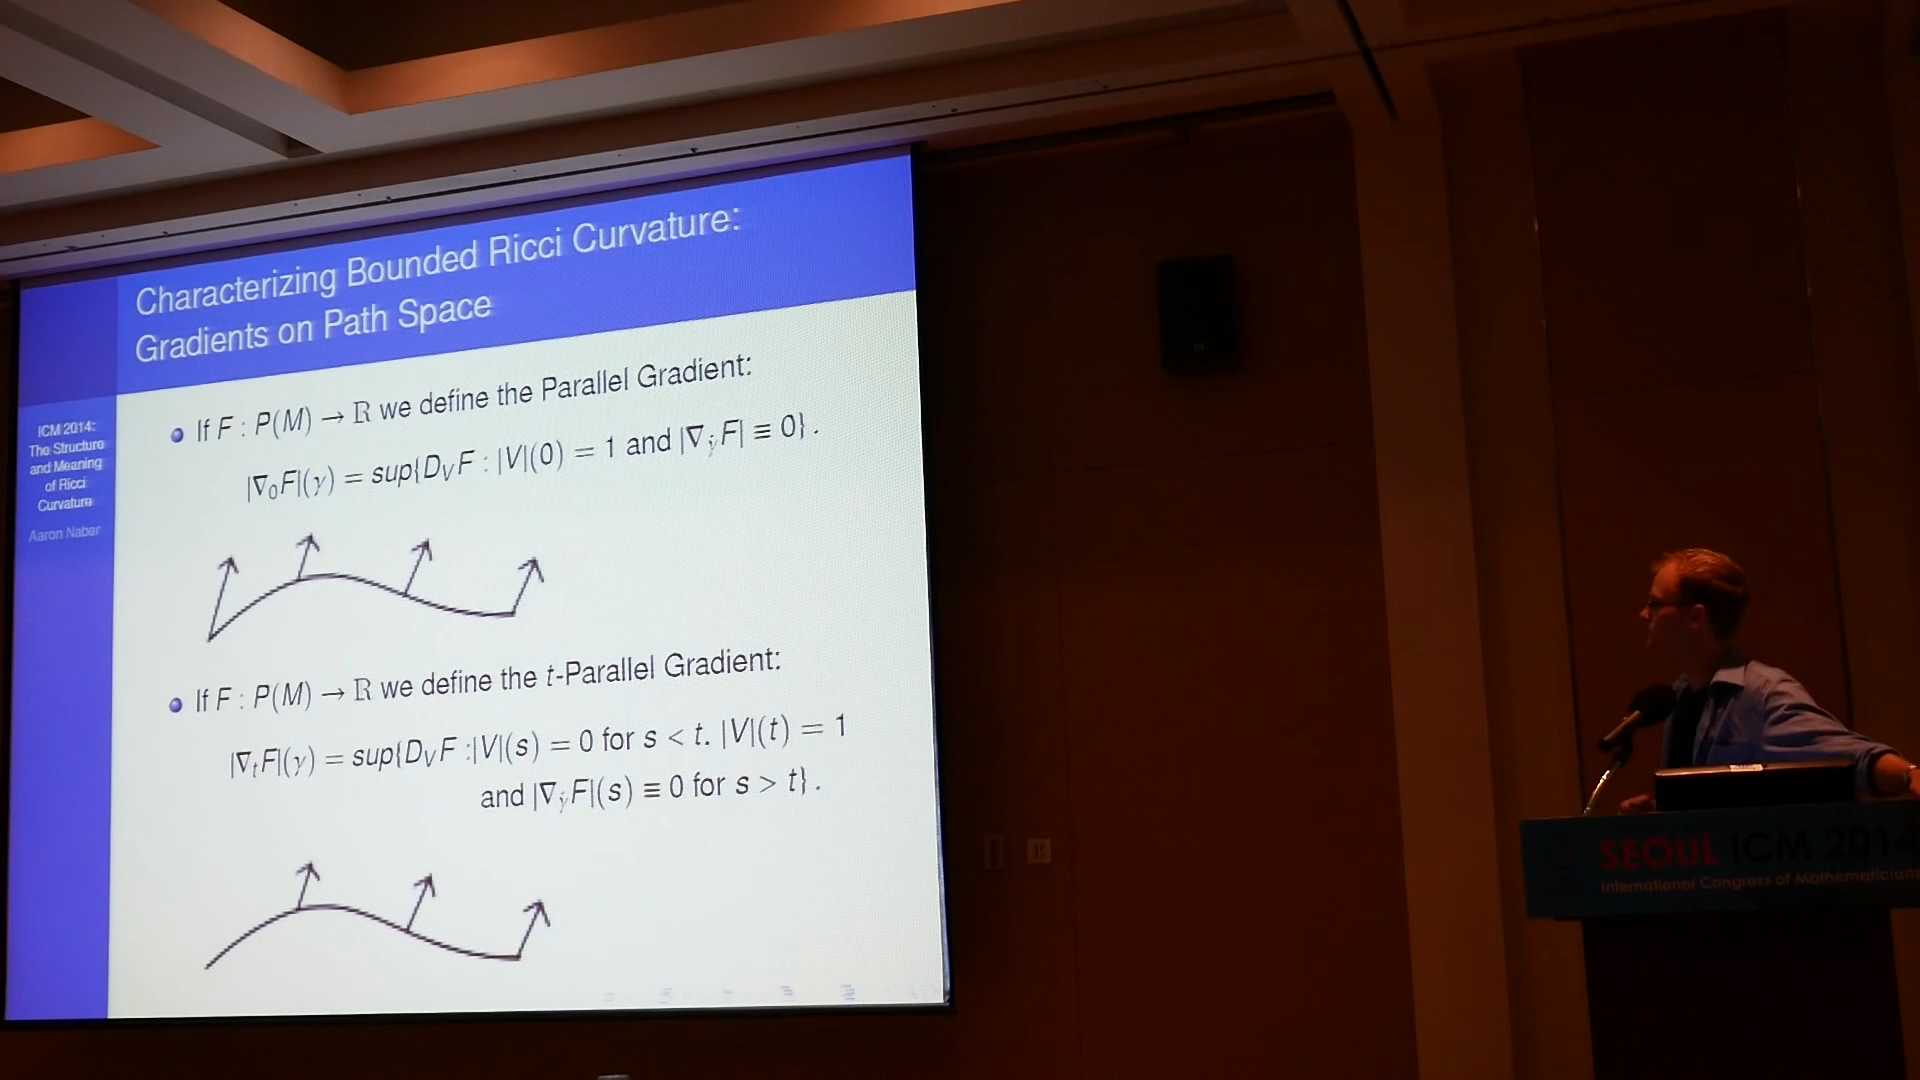 Characterizing Bounded Ricci Curvature:
Gradients on Path Space
ICM 2014:
The Structure
and Meaning
of Ricci
Curvature
Aaron Naber
If F : P(M) → ℝ we define the Parallel Gradient:
|∇₀F|(γ) = sup{D_V F : |V|(0) = 1 and |∇_γ̇ F| ≡ 0} .
If F : P(M) → ℝ we define the t-Parallel Gradient:
|∇ₜF|(γ) = sup{D_V F :|V|(s) = 0 for s < t. |V|(t) = 1
and |∇_γ̇ F|(s) ≡ 0 for s > t} .
SEOUL ICM 2014
International Congress of Mathematicians